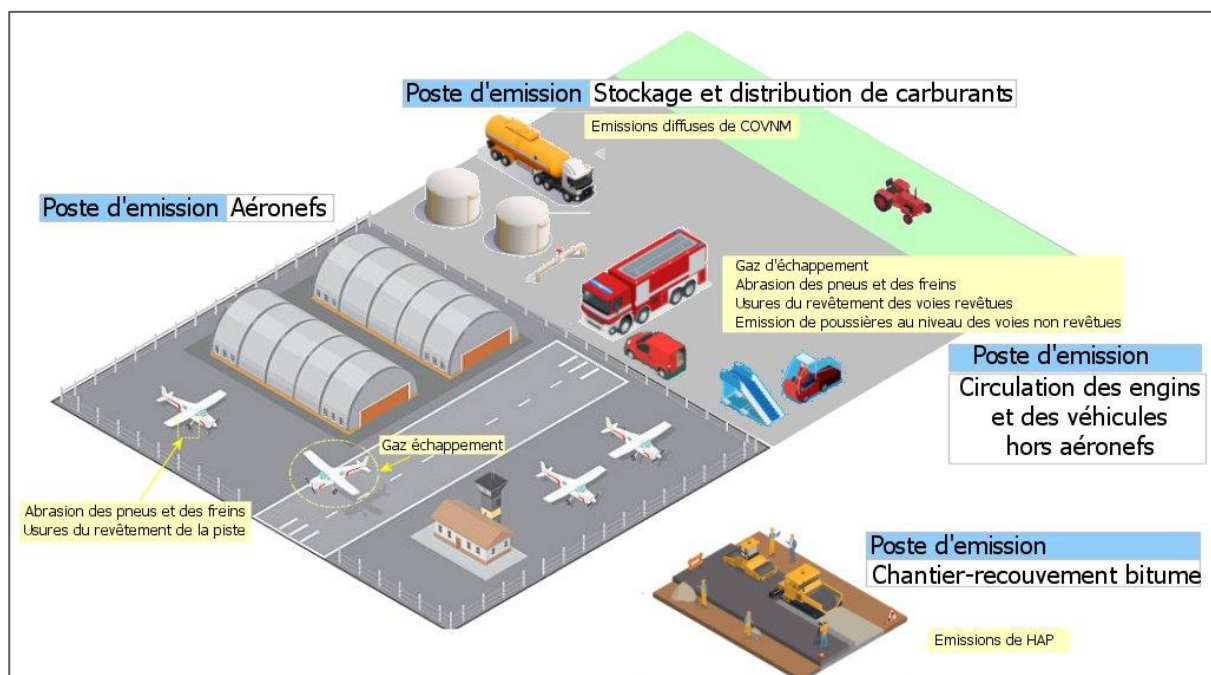 Poste d'emission Stockage et distribution de carburants
Emissions diffuses de COVNM
Poste d'emission Aéronefs
Gaz d'échappement
Abrasion des pneus et des freins
Usures du revêtement des voies revêtues
Emission de poussières au niveau des voies non revêtues
Poste d'emission
Circulation des engins
et des véhicules
hors aéronefs
Gaz échappement
Abrasion des pneus et des freins
Usures du revêtement de la piste
Poste d'emission
Chantier-recouvement bitume
Emissions de HAP